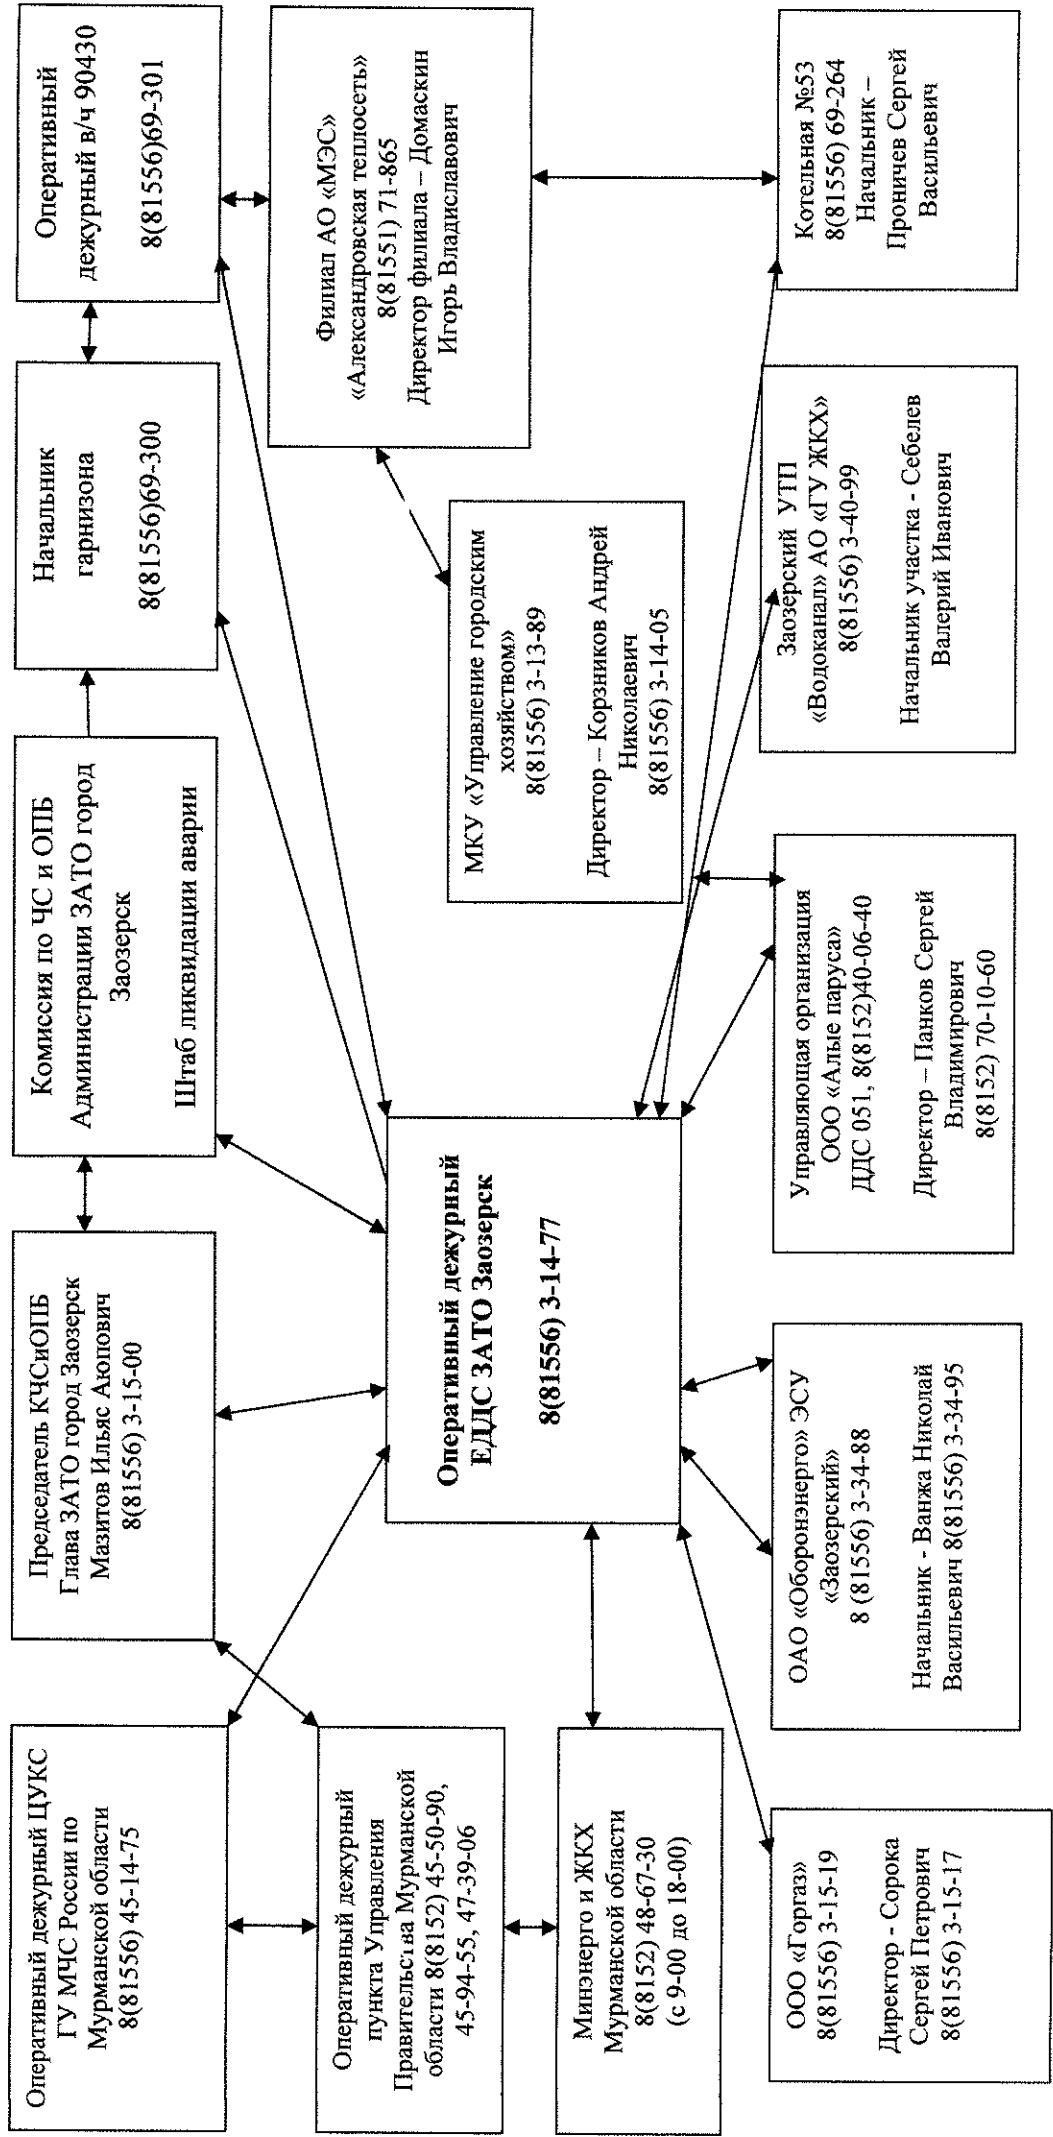 Оперативный дежурный ЦУКС
ГУ МЧС России по
Мурманской области
8(81556) 45-14-75
Председатель КЧСиОПБ
Глава ЗАТО город Заозерск
Мазитов Ильяс Аюпович
8(81556) 3-15-00
Комиссия по ЧС и ОПБ
Администрации ЗАТО город
Заозерск
Штаб ликвидации аварии
Начальник
гарнизона
8(81556)69-300
Оперативный
дежурный в/ч 90430
8(81556)69-301
Оперативный дежурный
пункта Управления
Правительства Мурманской
области 8(8152) 45-50-90,
45-94-55, 47-39-06
Филиал АО «МЭС»
«Александровская теплосеть»
8(81551) 71-865
Директор филиала – Домаскин
Игорь Владиславович
Оперативный дежурный
ЕДДС ЗАТО Заозерск
8(81556) 3-14-77
МКУ «Управление городским
хозяйством»
8(81556) 3-13-89
Директор – Корзников Андрей
Николаевич
8(81556) 3-14-05
Минэнерго и ЖКХ
Мурманской области
8(8152) 48-67-30
(с 9-00 до 18-00)
ООО «Горгаз»
8(81556) 3-15-19
Директор - Сорока
Сергей Петрович
8(81556) 3-15-17
ОАО «Оборонэнерго» ЭСУ
«Заозерский»
8 (81556) 3-34-88
Начальник - Ванжа Николай
Васильевич 8(81556) 3-34-95
Управляющая организация
ООО «Алые паруса»
ДДС 051, 8(8152)40-06-40
Директор – Панков Сергей
Владимирович
8(8152) 70-10-60
Заозерский УТП
«Водоканал» АО «ГУ ЖКХ»
8(81556) 3-40-99
Начальник участка - Себелев
Валерий Иванович
Котельная №53
8(81556) 69-264
Начальник –
Проничев Сергей
Васильевич